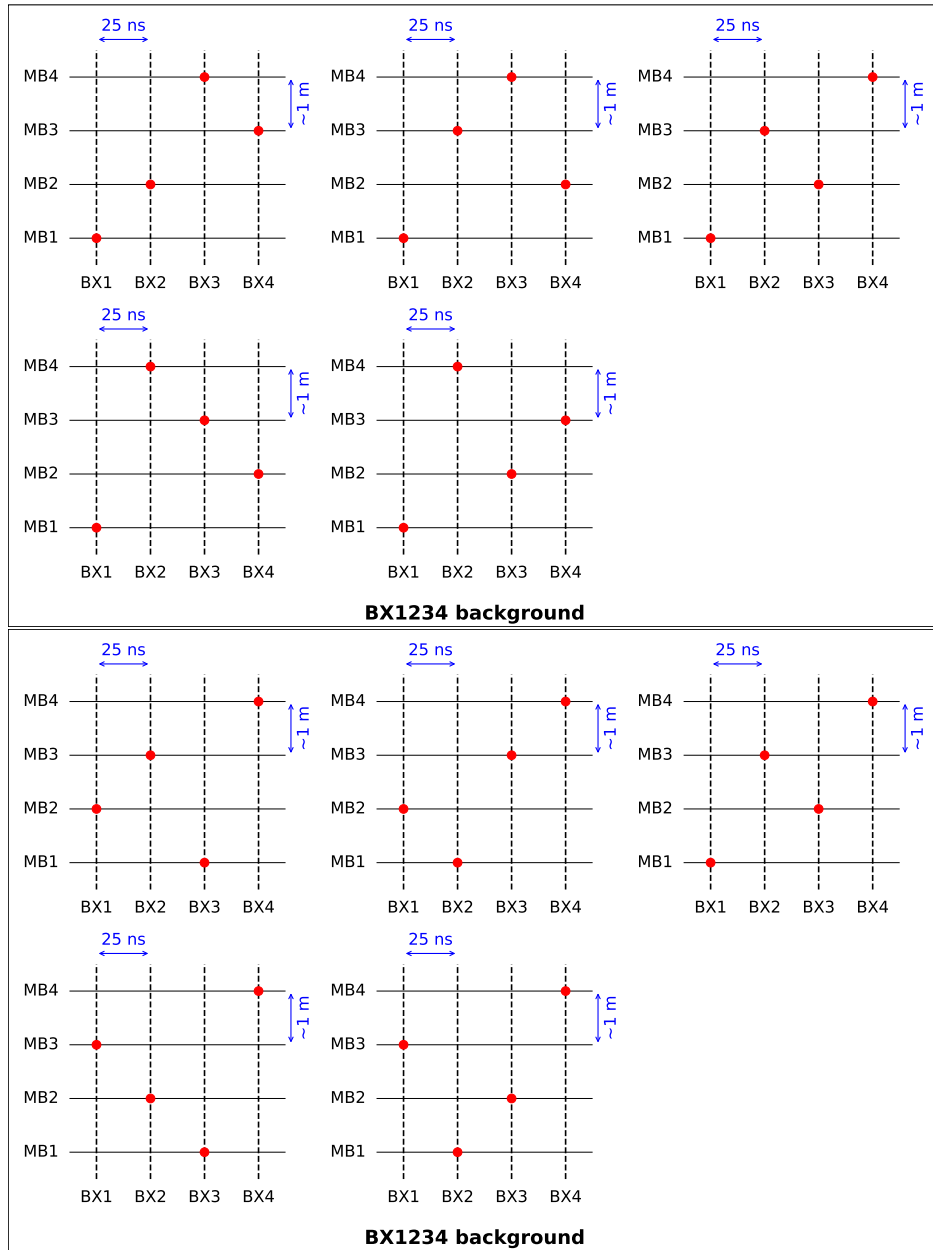 25 ns 25 ns 25 ns
MB4 MB4 MB4
~1 m ~1 m ~1 m
MB3 MB3 MB3
MB2 MB2 MB2
MB1 MB1 MB1
BX1 BX2 BX3 BX4 BX1 BX2 BX3 BX4 BX1 BX2 BX3 BX4
25 ns 25 ns
MB4 MB4
~1 m ~1 m
MB3 MB3
MB2 MB2
MB1 MB1
BX1 BX2 BX3 BX4 BX1 BX2 BX3 BX4
BX1234 background
25 ns 25 ns 25 ns
MB4 MB4 MB4
~1 m ~1 m ~1 m
MB3 MB3 MB3
MB2 MB2 MB2
MB1 MB1 MB1
BX1 BX2 BX3 BX4 BX1 BX2 BX3 BX4 BX1 BX2 BX3 BX4
25 ns 25 ns
MB4 MB4
~1 m ~1 m
MB3 MB3
MB2 MB2
MB1 MB1
BX1 BX2 BX3 BX4 BX1 BX2 BX3 BX4
BX1234 background